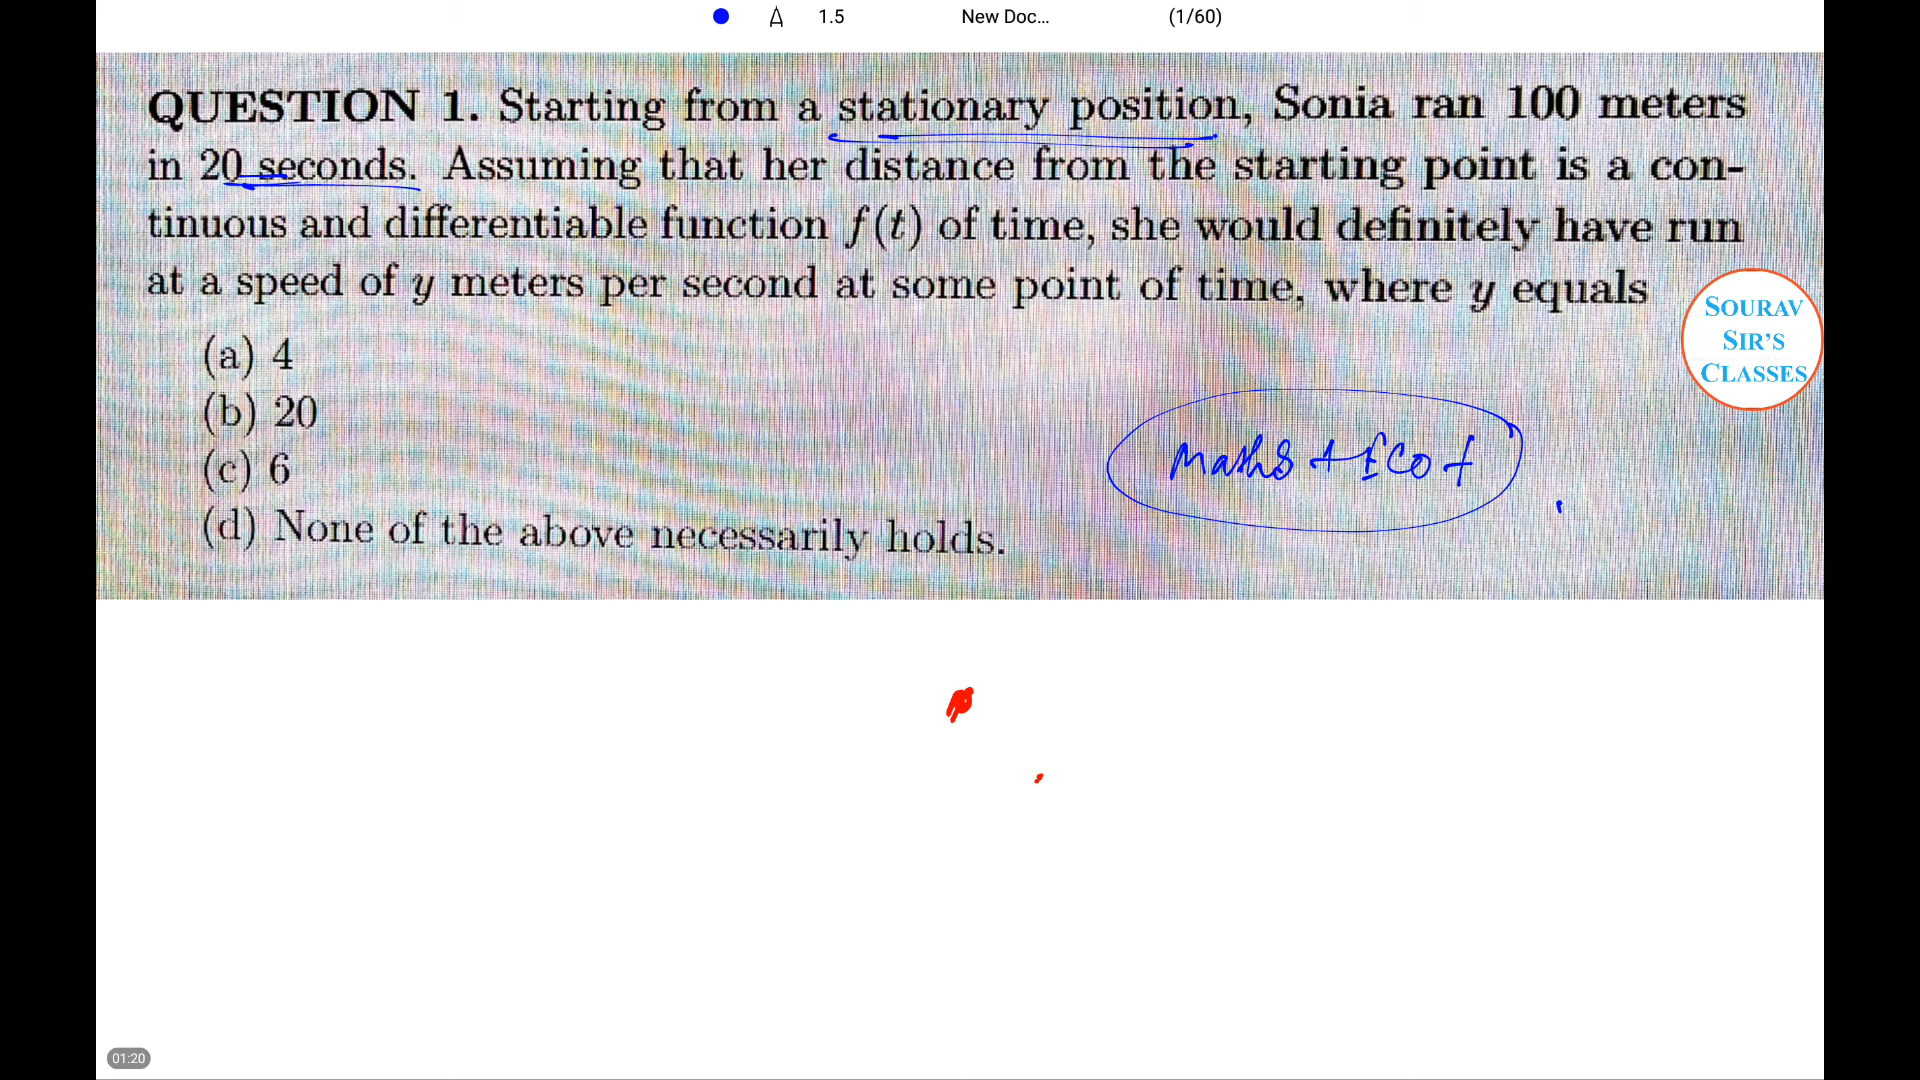 1.5 New Doc... (1/60)
QUESTION 1. Starting from a stationary position, Sonia ran 100 meters
in 20 seconds. Assuming that her distance from the starting point is a con-
tinuous and differentiable function f(t) of time, she would definitely have run
at a speed of y meters per second at some point of time, where y equals
SOURAV
SIR'S
CLASSES
(a) 4
(b) 20
(c) 6
(d) None of the above necessarily holds.
Maths + ECO +
01:20